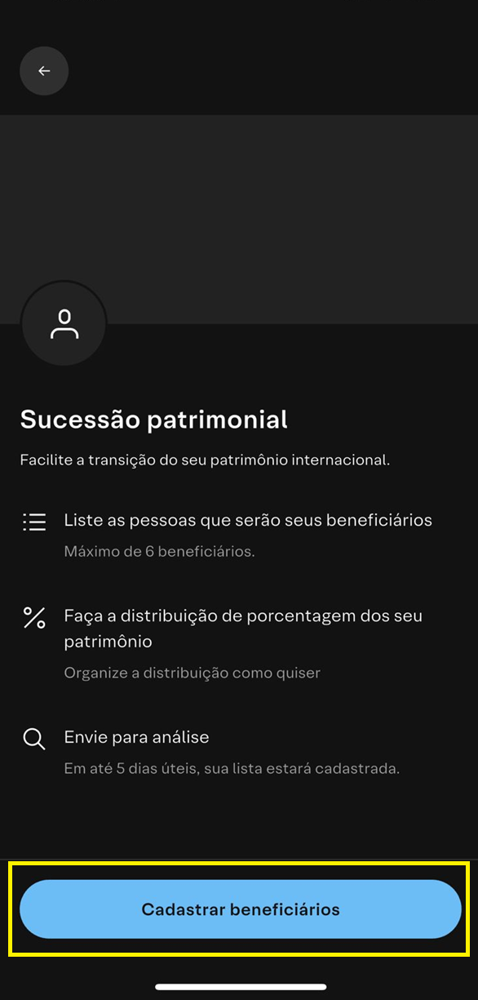 Sucessão patrimonial
Facilite a transição do seu patrimônio internacional.
Liste as pessoas que serão seus beneficiários
Máximo de 6 beneficiários.
Faça a distribuição de porcentagem dos seu
patrimônio
Organize a distribuição como quiser
Envie para análise
Em até 5 dias úteis, sua lista estará cadastrada.
Cadastrar beneficiários